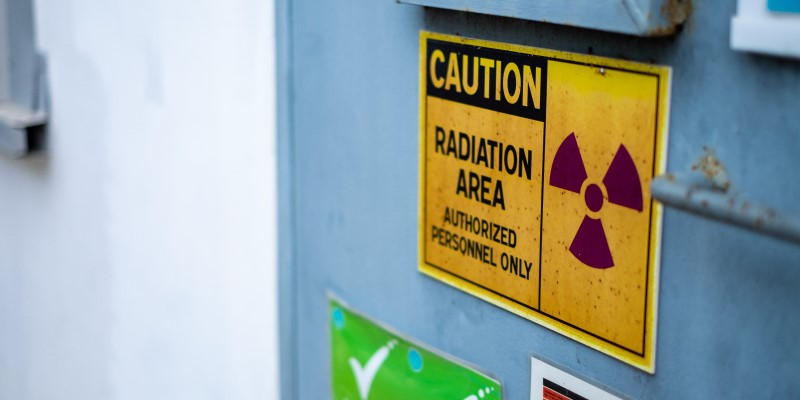 CAUTION
RADIATION
AREA
AUTHORIZED
PERSONNEL ONLY